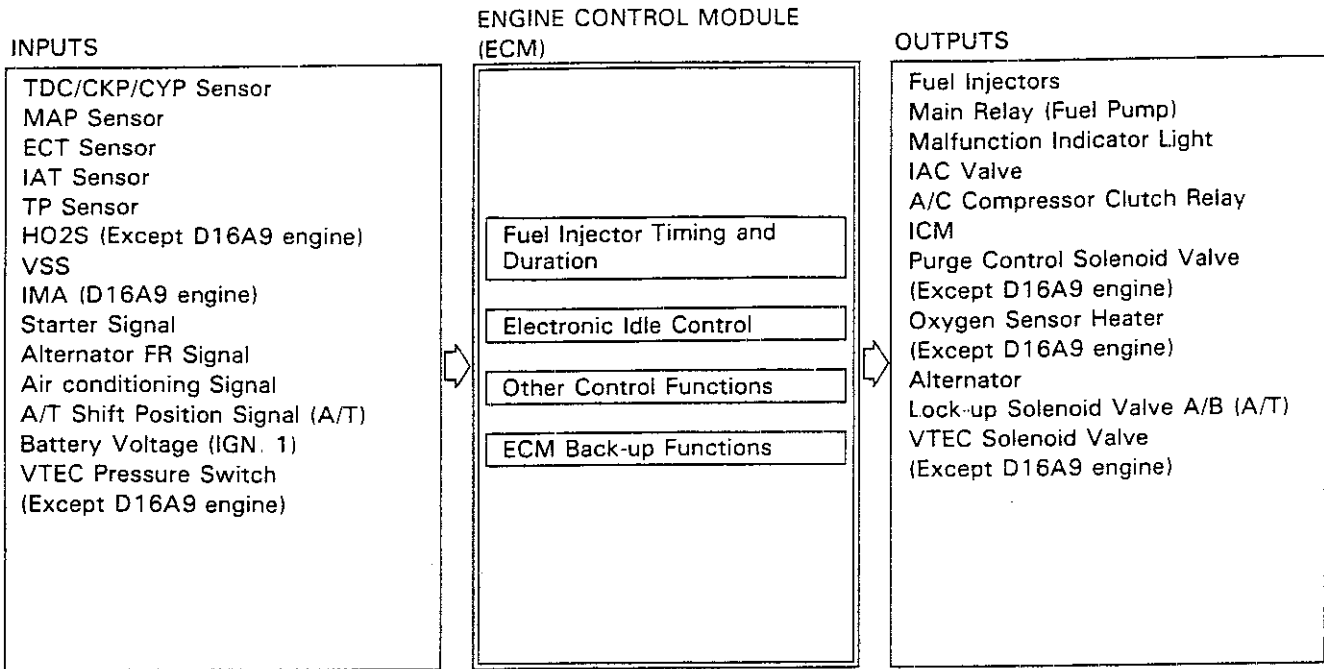 INPUTS
TDC/CKP/CYP Sensor
MAP Sensor
ECT Sensor
IAT Sensor
TP Sensor
HO2S (Except D16A9 engine)
VSS
IMA (D16A9 engine)
Starter Signal
Alternator FR Signal
Air conditioning Signal
A/T Shift Position Signal (A/T)
Battery Voltage (IGN. 1)
VTEC Pressure Switch
(Except D16A9 engine)
ENGINE CONTROL MODULE
(ECM)
Fuel Injector Timing and
Duration
Electronic Idle Control
Other Control Functions
ECM Back-up Functions
OUTPUTS
Fuel Injectors
Main Relay (Fuel Pump)
Malfunction Indicator Light
IAC Valve
A/C Compressor Clutch Relay
ICM
Purge Control Solenoid Valve
(Except D16A9 engine)
Oxygen Sensor Heater
(Except D16A9 engine)
Alternator
Lock-up Solenoid Valve A/B (A/T)
VTEC Solenoid Valve
(Except D16A9 engine)